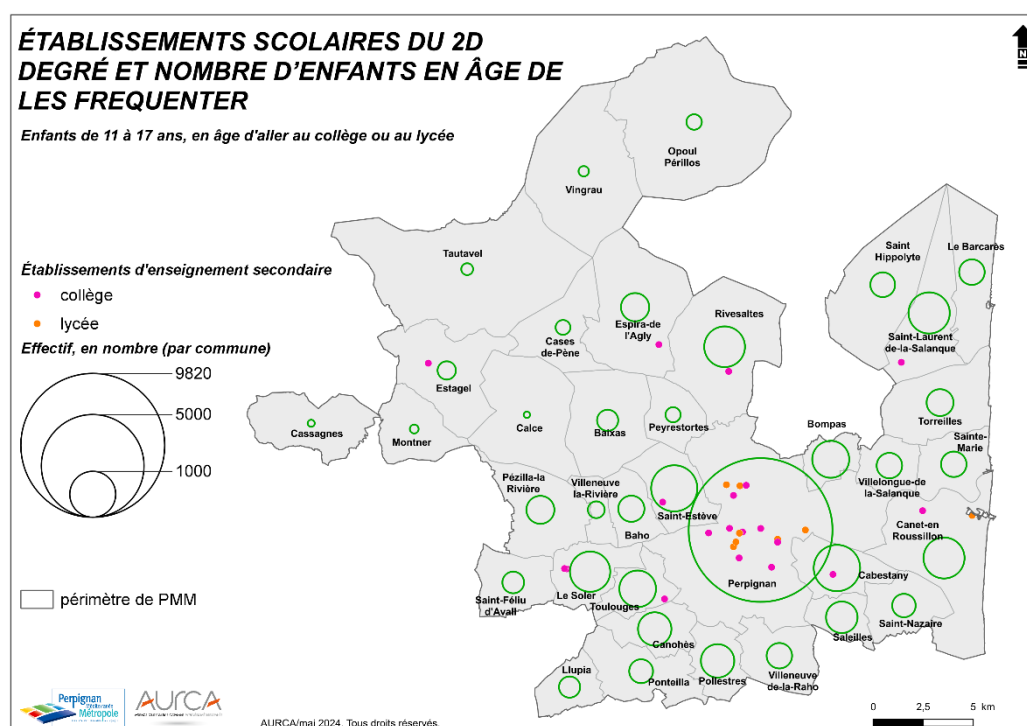 ÉTABLISSEMENTS SCOLAIRES DU 2D
DEGRÉ ET NOMBRE D'ENFANTS EN ÂGE DE
LES FREQUENTER
Enfants de 11 à 17 ans, en âge d'aller au collège ou au lycée
N
Opoul
Périllos
Vingrau
Tautavel
Saint
Hippolyte
Le Barcarès
Établissements d'enseignement secondaire
collège
lycée
Effectif, en nombre (par commune)
9820
5000
1000
Espira-de
l'Agly
Rivesaltes
Cases
de-Pène
Saint-Laurent
de-la-Salanque
Estagel
Cassagnes
Montner
Calce
Baixas
Peyrestortes
Bompas
Torreilles
Sainte-
Marie
Villelongue-de
la-Salanque
Pézilla-la
Rivière
Villeneuve
la-Rivière
Baho
Saint-Estève
Canet-en
Roussillon
Perpignan
Cabestany
Saint-Féliu
d'Avall
Le Soler
Toulouges
Saint-Nazaire
Saleilles
Canohès
Llupia
Ponteilla
Pollestres
Villeneuve
de-la-Raho
périmètre de PMM
Perpignan
Méditerranée
Métropole
AURCA
AURCA/mai 2024. Tous droits réservés.
0 2,5 5 km